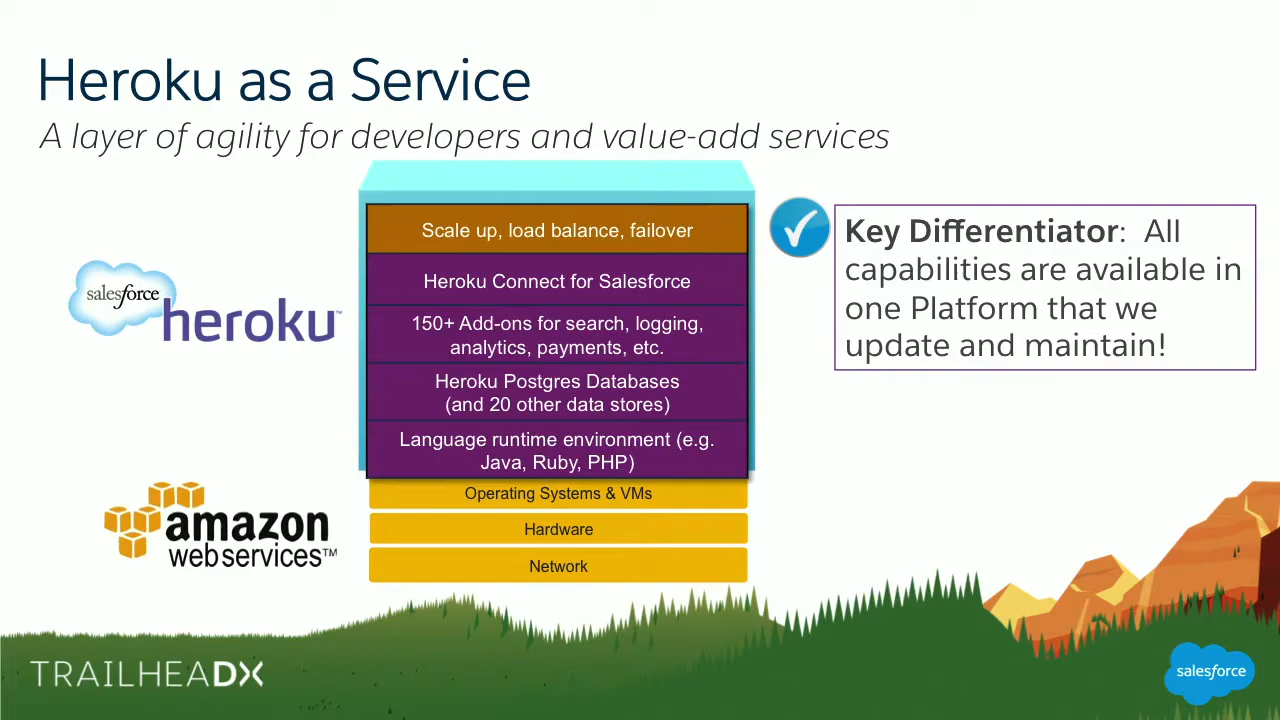 Heroku as a Service
A layer of agility for developers and value-add services
Scale up, load balance, failover
Heroku Connect for Salesforce
150+ Add-ons for search, logging,
analytics, payments, etc.
Heroku Postgres Databases
(and 20 other data stores)
Language runtime environment (e.g.
Java, Ruby, PHP)
Operating Systems & VMs
Hardware
Network
salesforce
heroku™
amazon
webservices™
Key Differentiator: All
capabilities are available in
one Platform that we
update and maintain!
TRAILHEADX
salesforce